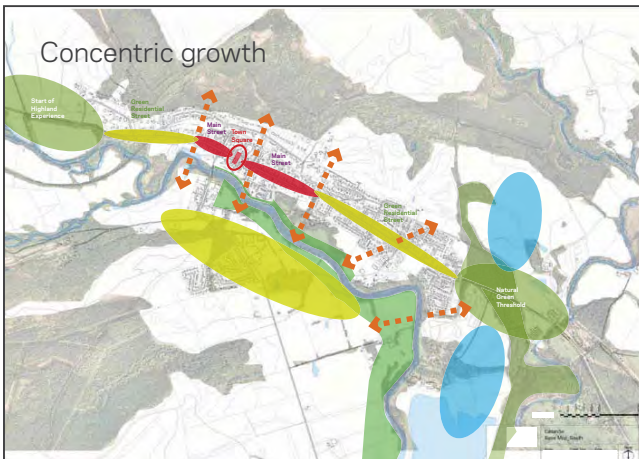 Concentric growth
Start of
Highland
Experience
Green
Residential
Street
Main
Street
Town
Square
Main
Street
Green
Residential
Street
Natural
Green
Threshold
Callander